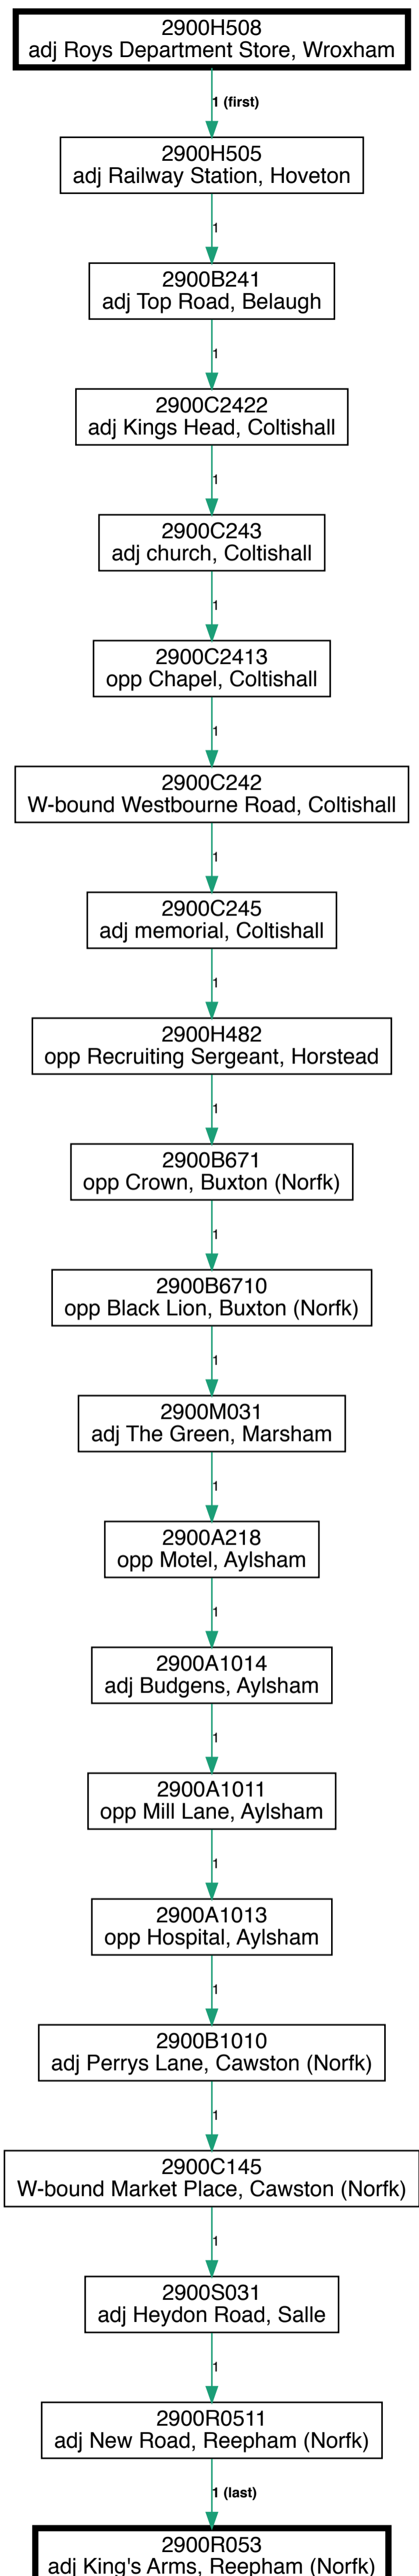 2900H508
adj Roys Department Store, Wroxham
1 (first)
2900H505
adj Railway Station, Hoveton
1
2900B241
adj Top Road, Belaugh
1
2900C2422
adj Kings Head, Coltishall
1
2900C243
adj church, Coltishall
1
2900C2413
opp Chapel, Coltishall
1
2900C242
W-bound Westbourne Road, Coltishall
1
2900C245
adj memorial, Coltishall
1
2900H482
opp Recruiting Sergeant, Horstead
1
2900B671
opp Crown, Buxton (Norfk)
1
2900B6710
opp Black Lion, Buxton (Norfk)
1
2900M031
adj The Green, Marsham
1
2900A218
opp Motel, Aylsham
1
2900A1014
adj Budgens, Aylsham
1
2900A1011
opp Mill Lane, Aylsham
1
2900A1013
opp Hospital, Aylsham
1
2900B1010
adj Perrys Lane, Cawston (Norfk)
1
2900C145
W-bound Market Place, Cawston (Norfk)
1
2900S031
adj Heydon Road, Salle
1
2900R0511
adj New Road, Reepham (Norfk)
1 (last)
2900R053
adj King's Arms, Reepham (Norfk)